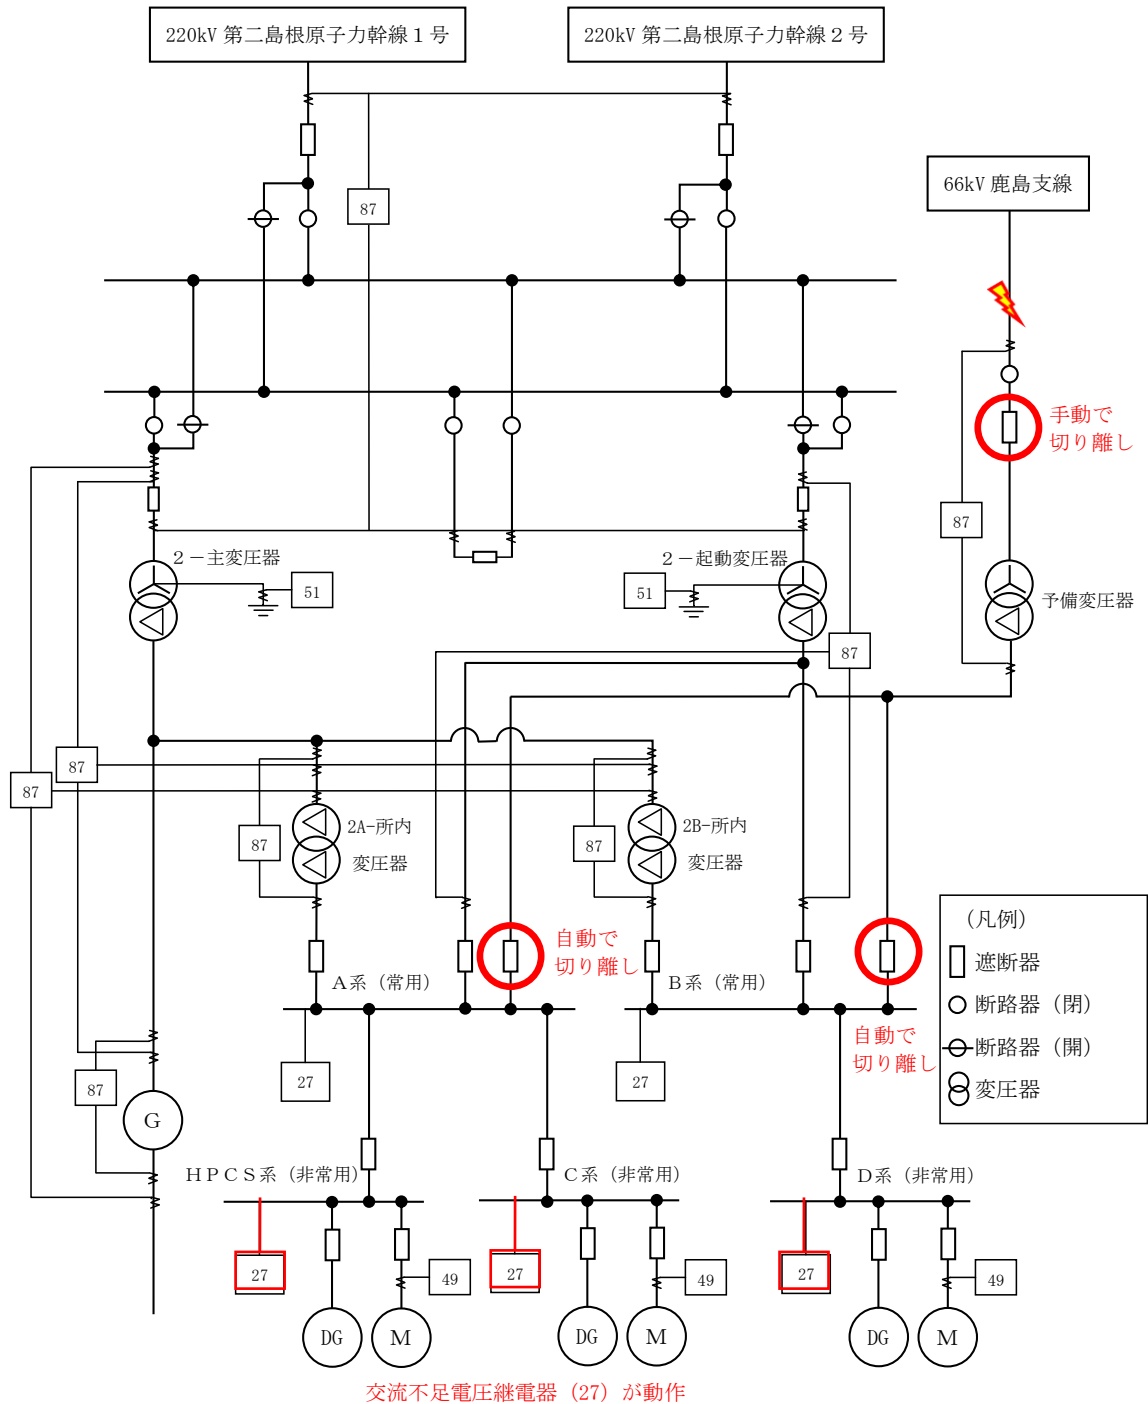 220kV 第二島根原子力幹線１号
220kV 第二島根原子力幹線２号
66kV 鹿島支線
87
手動で
切り離し
87
２－主変圧器
51
２－起動変圧器
51
予備変圧器
87
87
87
87
2A-所内
変圧器
87
2B-所内
変圧器
自動で
切り離し
Ａ系（常用）
Ｂ系（常用）
自動で
切り離し
（凡例）
遮断器
断路器（閉）
断路器（開）
変圧器
27
27
87
G
ＨＰＣＳ系（非常用）
Ｃ系（非常用）
Ｄ系（非常用）
27
49
27
49
27
49
DG
M
DG
M
DG
M
交流不足電圧継電器（27）が動作